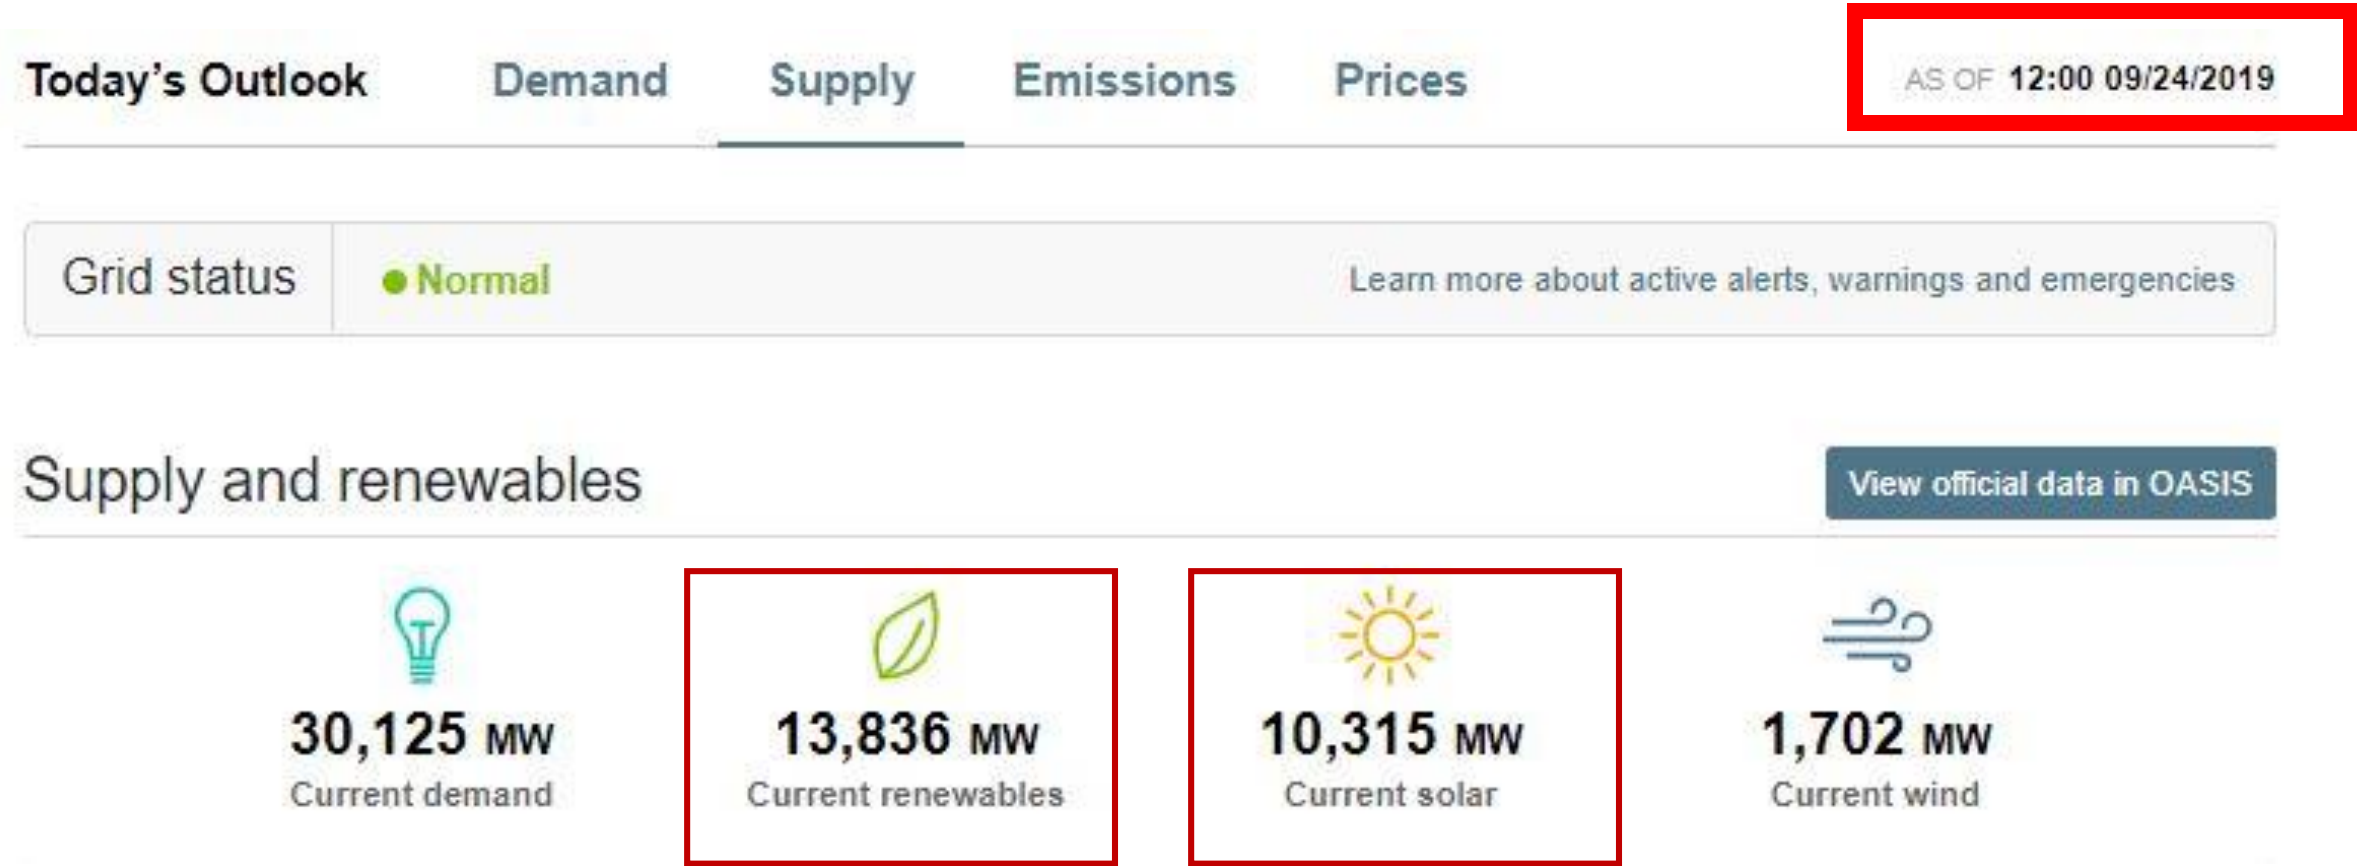 Today's Outlook Demand Supply Emissions Prices AS OF 12:00 09/24/2019
Grid status Normal Learn more about active alerts, warnings and emergencies
Supply and renewables View official data in OASIS
30,125 MW 13,836 MW 10,315 MW 1,702 MW
Current demand Current renewables Current solar Current wind